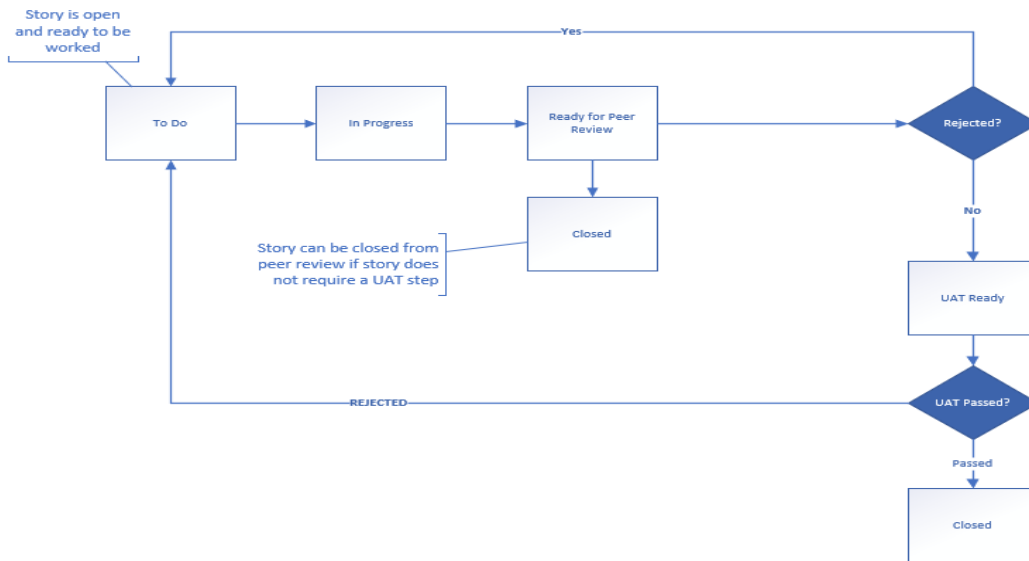 Story is open
and ready to be
worked
Yes
To Do
In Progress
Ready for Peer
Review
Rejected?
No
Closed
Story can be closed from
peer review if story does
not require a UAT step
UAT Ready
REJECTED
UAT Passed?
Passed
Closed